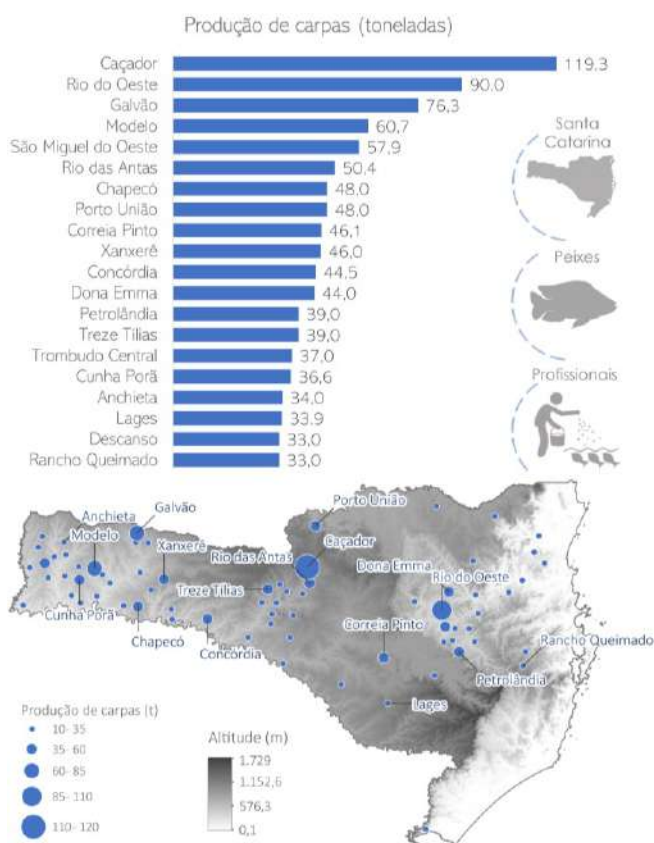 Produção de carpas (toneladas)
Caçador 119.3
Rio do Oeste 90.0
Galvão 76,3
Modelo 60,7
São Miguel do Oeste 57.9
Rio das Antas 50.4
Chapecó 48.0
Porto União 48.0
Correia Pinto 46,1
Xanxerê 46,0
Concórdia 44,5
Dona Emma 44,0
Petrolândia 39,0
Treze Tílias 39,0
Trombudo Central 37,0
Cunha Porã 36,6
Anchieta 34,0
Lages 33.9
Descanso 33,0
Rancho Queimado 33,0
Santa
Catarina
Peixes
Profissionais
Porto União
Galvão
Anchieta
Modelo
Xanxerê
Rio das Antas
Caçador
Dona Emma
Rio do Oeste
Treze Tílias
Cunha Porã
Chapecó
Concórdia
Correia Pinto
Rancho Queimado
Petrolândia
Lages
Produção de carpas (t)
10- 35
35- 60
60- 85
85- 110
110- 120
Altitude (m)
1.729
1.152,6
576,3
0,1